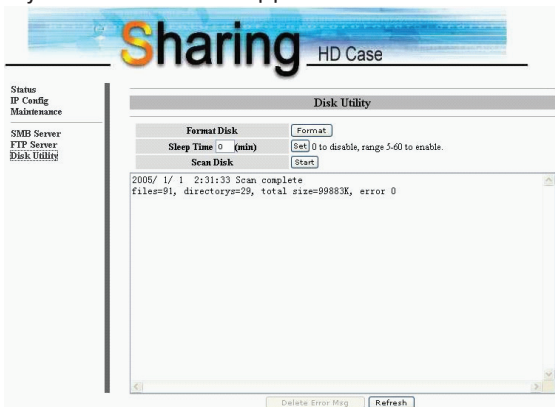 Sharing HD Case
Status
IP Config
Maintenance
SMB Server
FTP Server
Disk Utility
Disk Utility
Format Disk Format
Sleep Time 0 (min) Set 0 to disable, range 5-60 to enable.
Scan Disk Start
2005/ 1/ 1 2:31:33 Scan complete
files=91, directorys=29, total size=99883K, error 0
Delete Error Msg Refresh